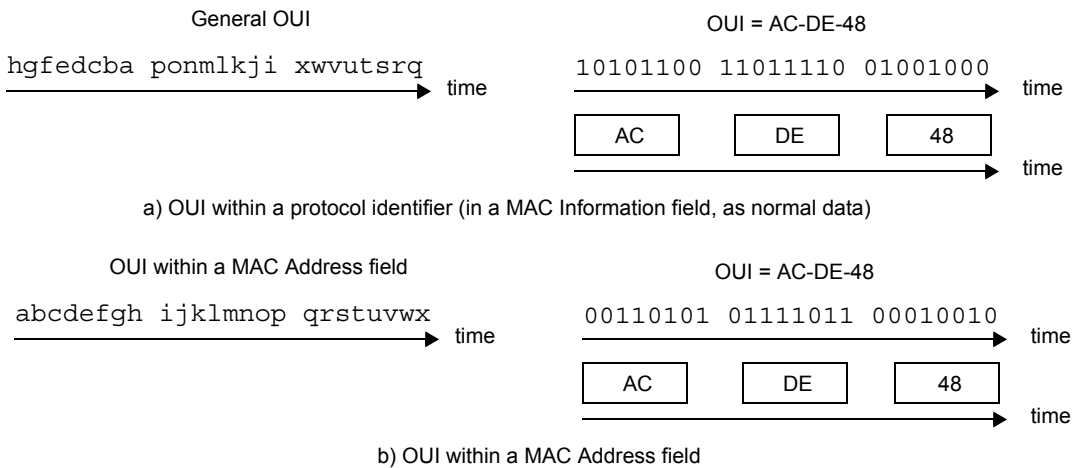 General OUI
OUI = AC-DE-48
hgfedcba ponmlkji xwvutsrq
time
10101100 11011110 01001000
time
AC
DE
48
time
a) OUI within a protocol identifier (in a MAC Information field, as normal data)
OUI within a MAC Address field
OUI = AC-DE-48
abcdefgh ijklmnop qrstuvwx
time
00110101 01111011 00010010
time
AC
DE
48
time
b) OUI within a MAC Address field